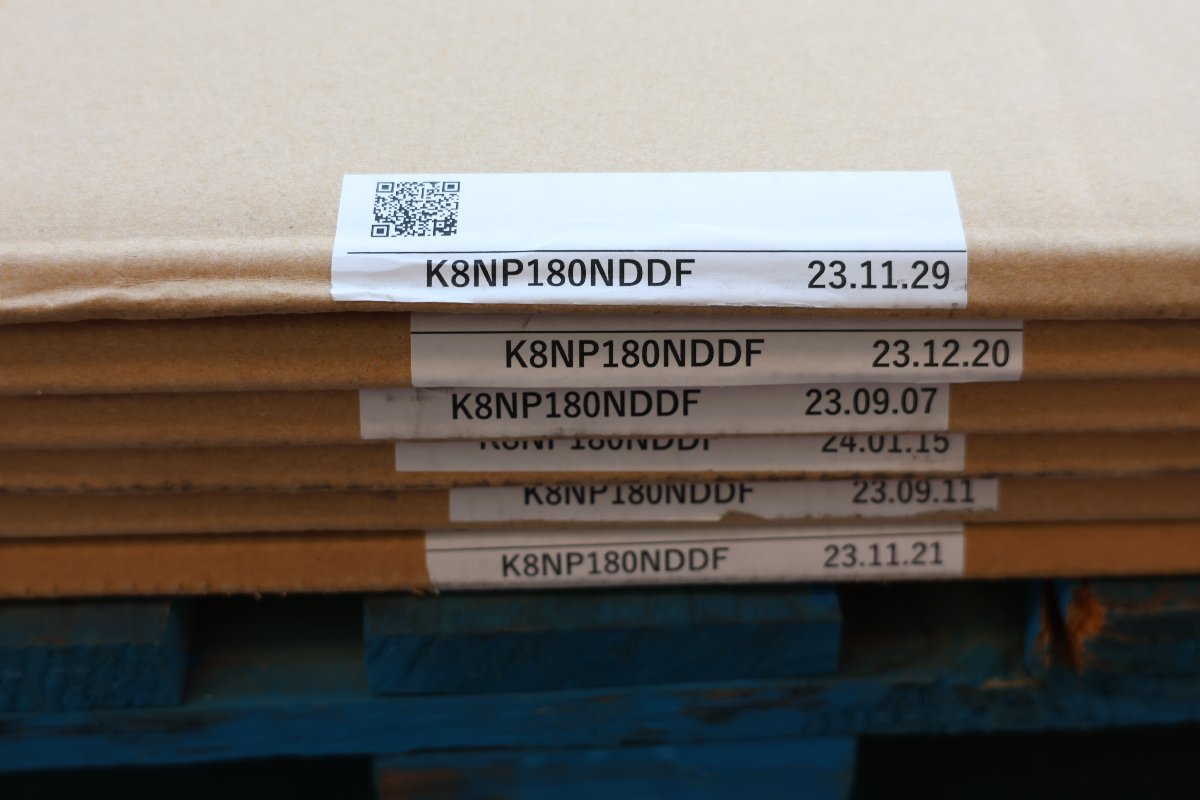 K8NP180NDDF 23.11.29
K8NP180NDDF 23.12.20
K8NP180NDDF 23.09.07
K8NP180NDDF 24.01.15
K8NP180NDDF 23.09.11
K8NP180NDDF 23.11.21